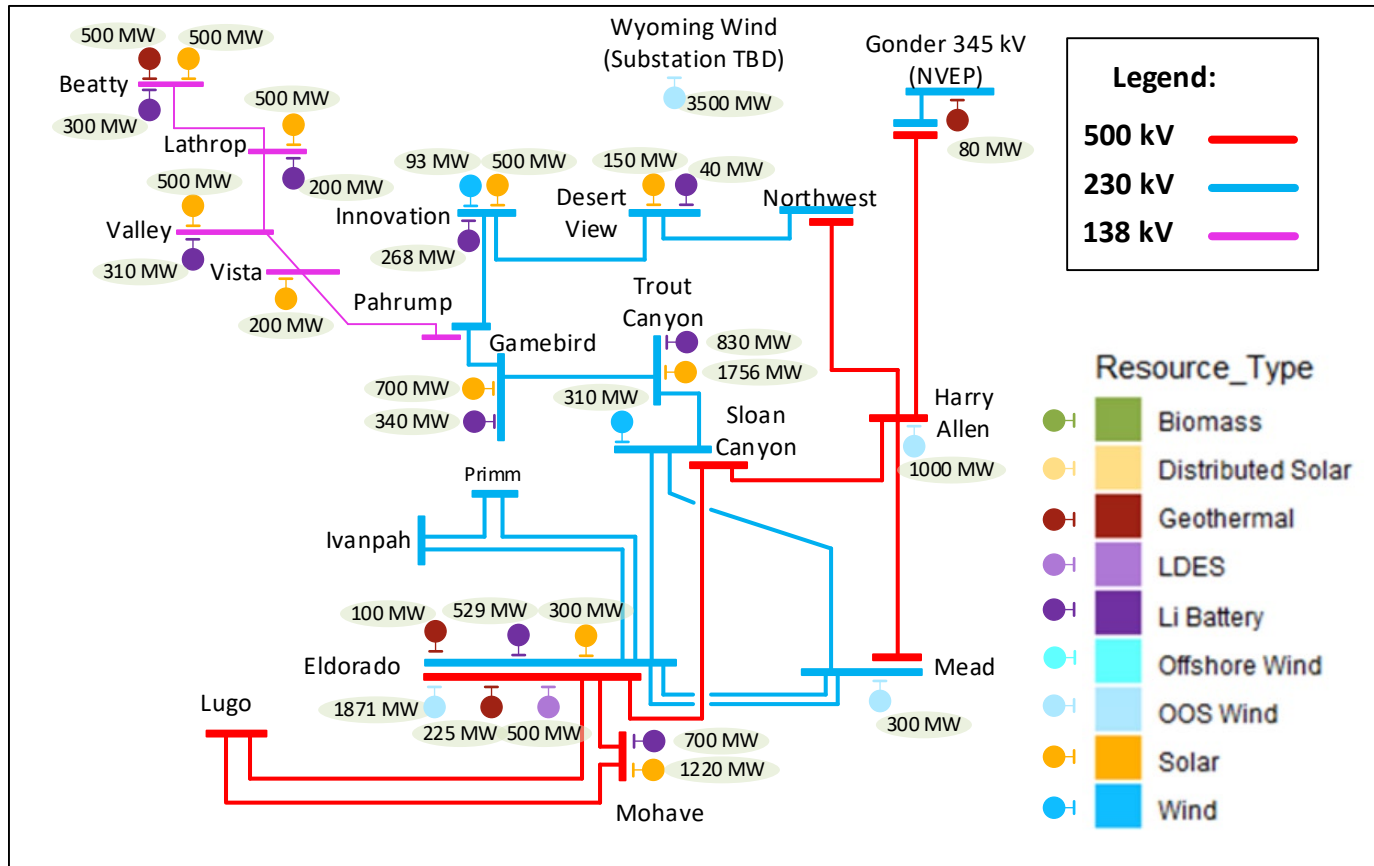 500 MW
500 MW
Beatty
300 MW
500 MW
Lathrop
200 MW
500 MW
Valley
310 MW
Vista
200 MW
Pahrump
Wyoming Wind
(Substation TBD)
3500 MW
Gonder 345 kV
(NVEP)
80 MW
93 MW
500 MW
Innovation
268 MW
150 MW
40 MW
Desert
View
Northwest
Gamebird
700 MW
340 MW
Trout
Canyon
830 MW
1756 MW
310 MW
Sloan
Canyon
Harry
Allen
1000 MW
Primm
Ivanpah
100 MW
529 MW
300 MW
Eldorado
1871 MW
225 MW
500 MW
Mead
300 MW
Lugo
700 MW
1220 MW
Mohave
Legend:
500 kV
230 kV
138 kV
Resource_Type
Biomass
Distributed Solar
Geothermal
LDES
Li Battery
Offshore Wind
OOS Wind
Solar
Wind